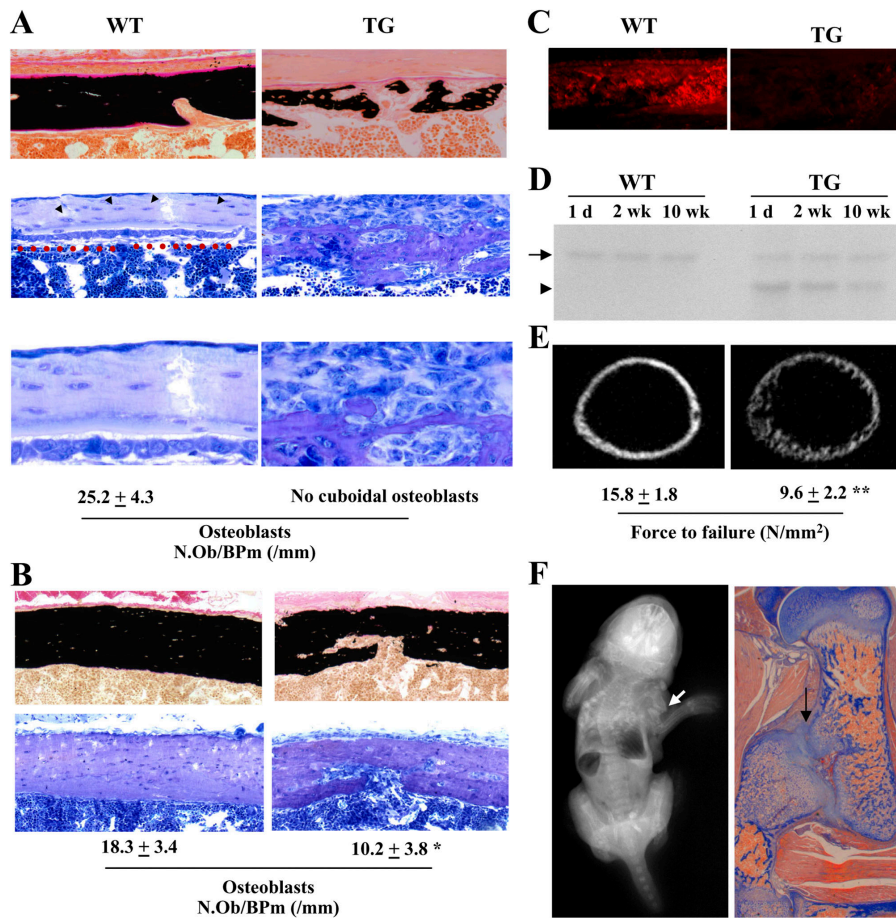 A
WT TG
25.2 ± 4.3 No cuboidal osteoblasts
Osteoblasts
N.Ob/BPm (/mm)
B
18.3 ± 3.4 10.2 ± 3.8 *
Osteoblasts
N.Ob/BPm (/mm)
C
WT TG
D
WT TG
1 d 2 wk 10 wk 1 d 2 wk 10 wk
E
15.8 ± 1.8 9.6 ± 2.2 **
Force to failure (N/mm²)
F